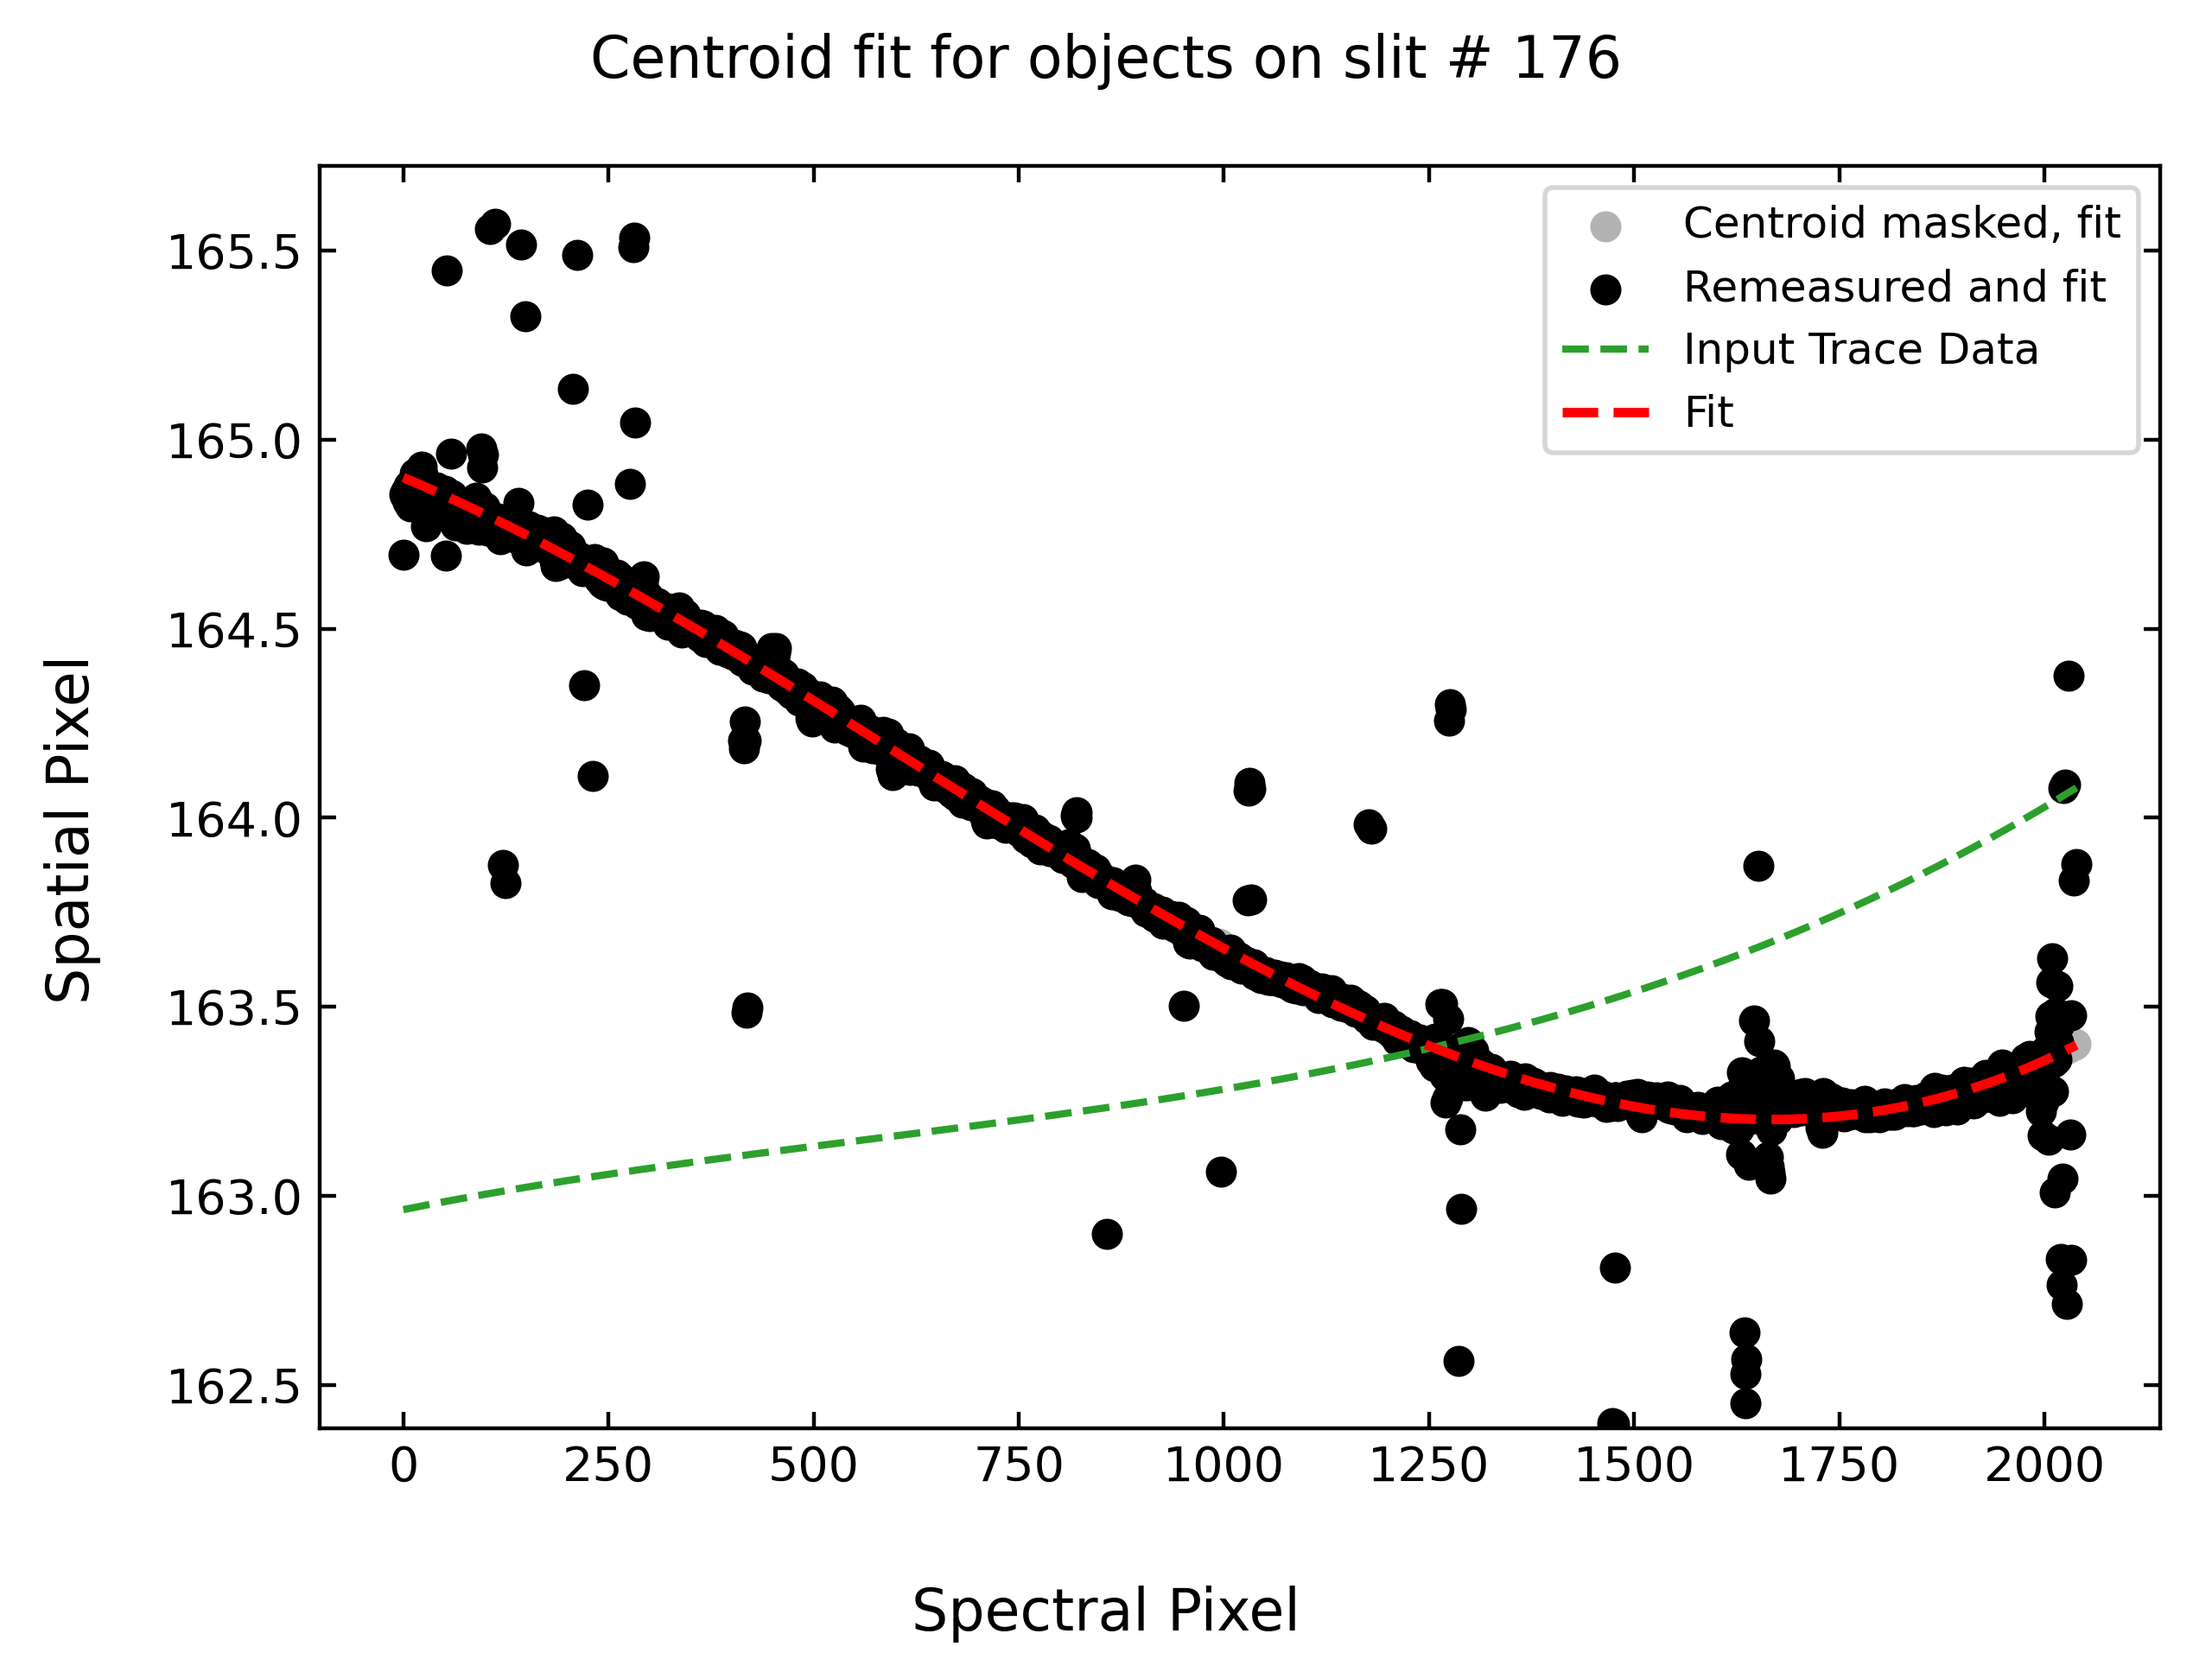 Centroid fit for objects on slit # 176
Centroid masked, fit
Remeasured and fit
Input Trace Data
Fit
165.5
165.0
164.5
164.0
163.5
163.0
162.5
Spatial Pixel
0 250 500 750 1000 1250 1500 1750 2000
Spectral Pixel